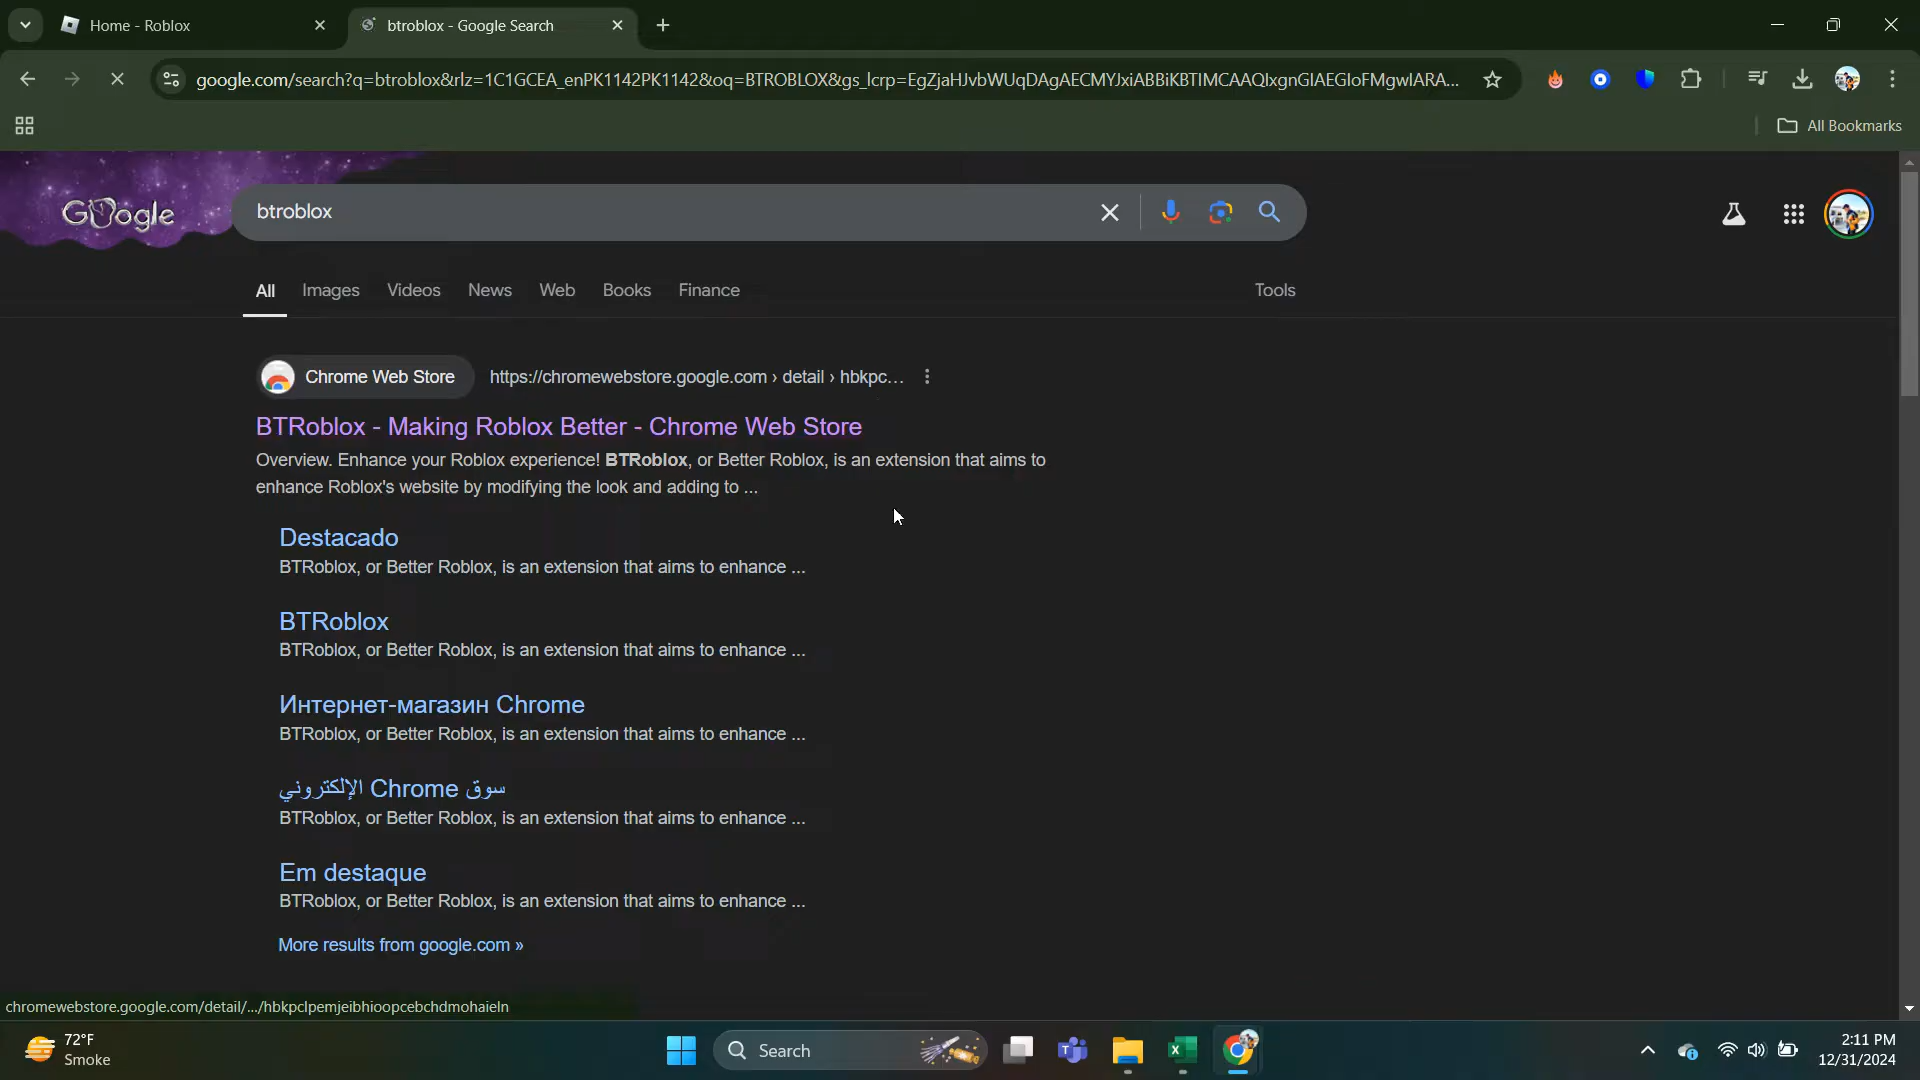 Home - Roblox
btroblox - Google Search
google.com/search?q=btroblox&rlz=1C1GCEA_enPK1142PK1142&oq=BTROBLOX&gs_lcrp=EgZjaHJvbWUqDAgAECMYJxiABBiKBTIMCAAQIxgnGIAEGIoFMgwIARA...
All Bookmarks
Google
btroblox
All
Images
Videos
News
Web
Books
Finance
Tools
Chrome Web Store
https://chromewebstore.google.com › detail › hbkpc...
BTRoblox - Making Roblox Better - Chrome Web Store
Overview. Enhance your Roblox experience! BTRoblox, or Better Roblox, is an extension that aims to
enhance Roblox's website by modifying the look and adding to ...
Destacado
BTRoblox, or Better Roblox, is an extension that aims to enhance ...
BTRoblox
BTRoblox, or Better Roblox, is an extension that aims to enhance ...
Интернет-магазин Chrome
BTRoblox, or Better Roblox, is an extension that aims to enhance ...
سوق Chrome الإلكتروني
BTRoblox, or Better Roblox, is an extension that aims to enhance ...
Em destaque
BTRoblox, or Better Roblox, is an extension that aims to enhance ...
More results from google.com »
chromewebstore.google.com/detail/.../hbkpclpemjeibhioopcebchdmohaieln
72°F
Smoke
Search
2:11 PM
12/31/2024